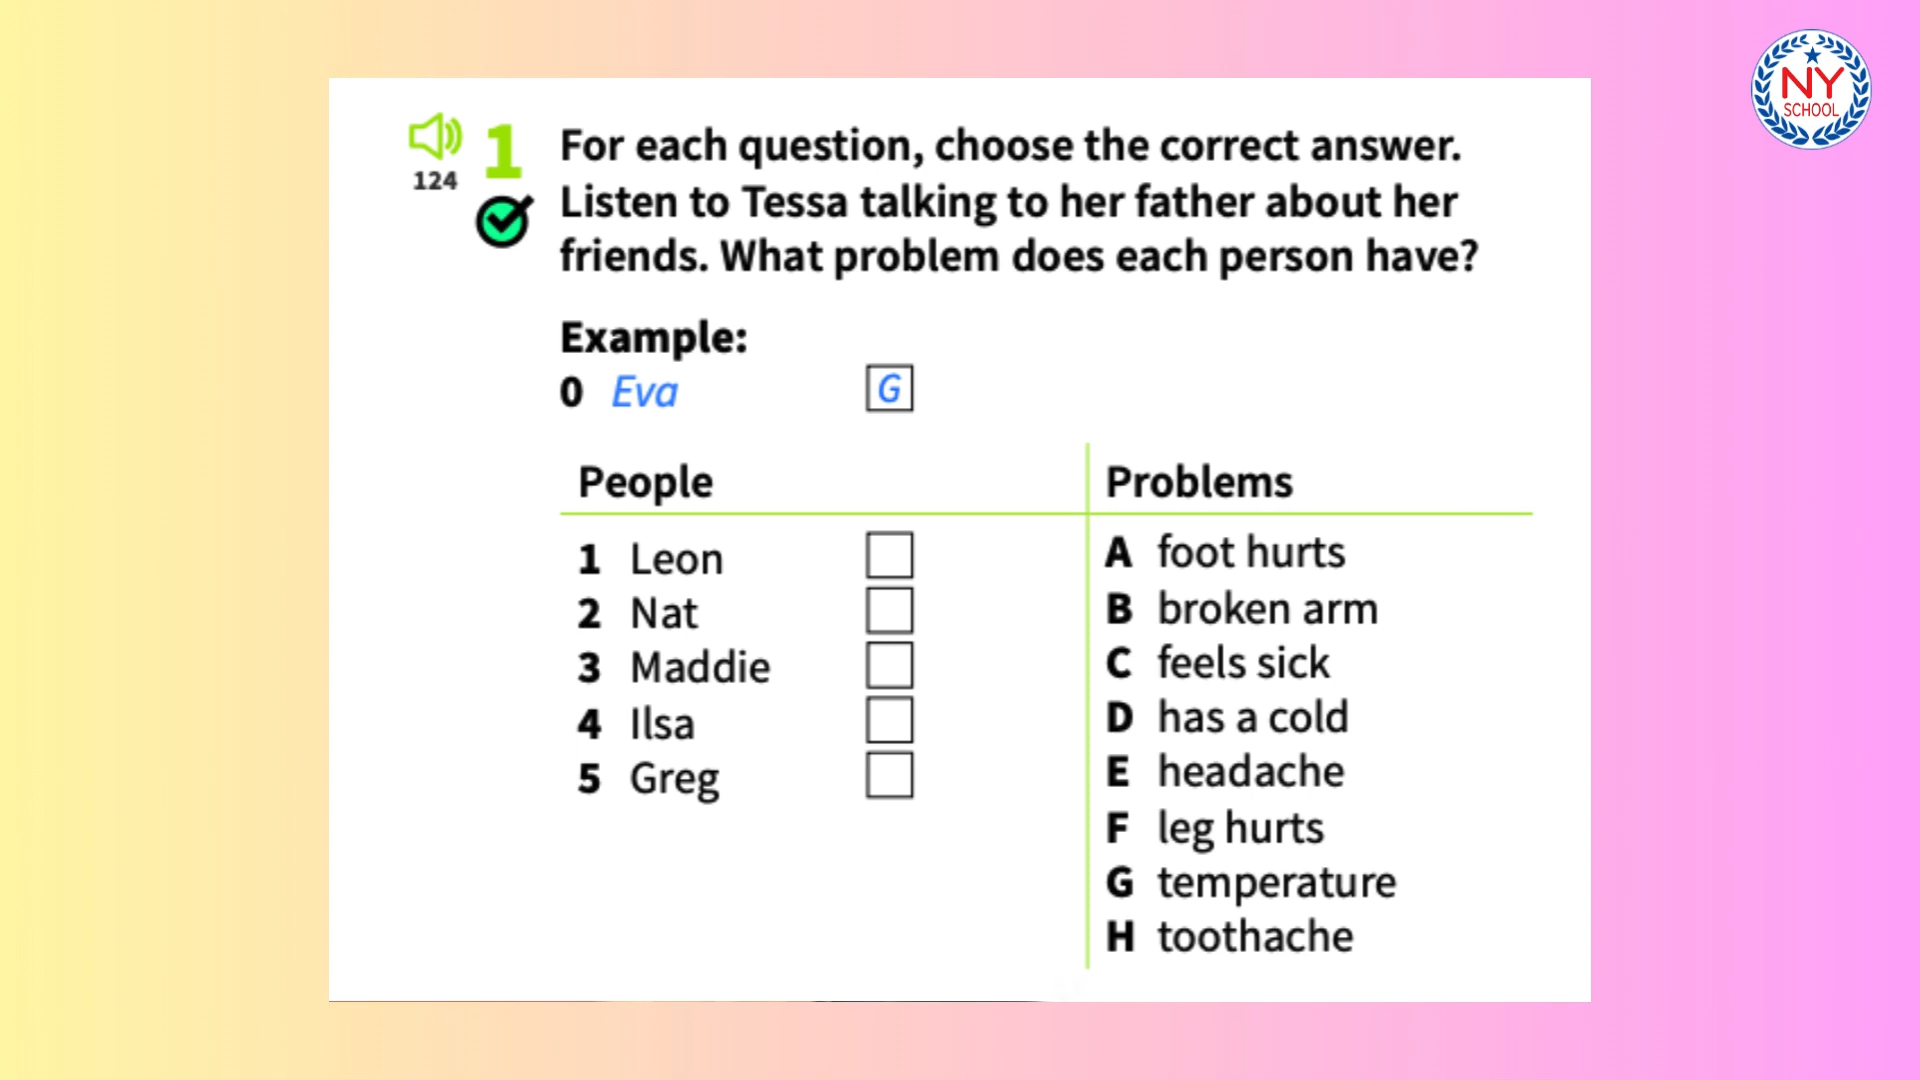 NY
SCHOOL
124
1 For each question, choose the correct answer.
Listen to Tessa talking to her father about her
friends. What problem does each person have?
Example:
0 Eva G
People
1 Leon
2 Nat
3 Maddie
4 Ilsa
5 Greg
Problems
A foot hurts
B broken arm
C feels sick
D has a cold
E headache
F leg hurts
G temperature
H toothache